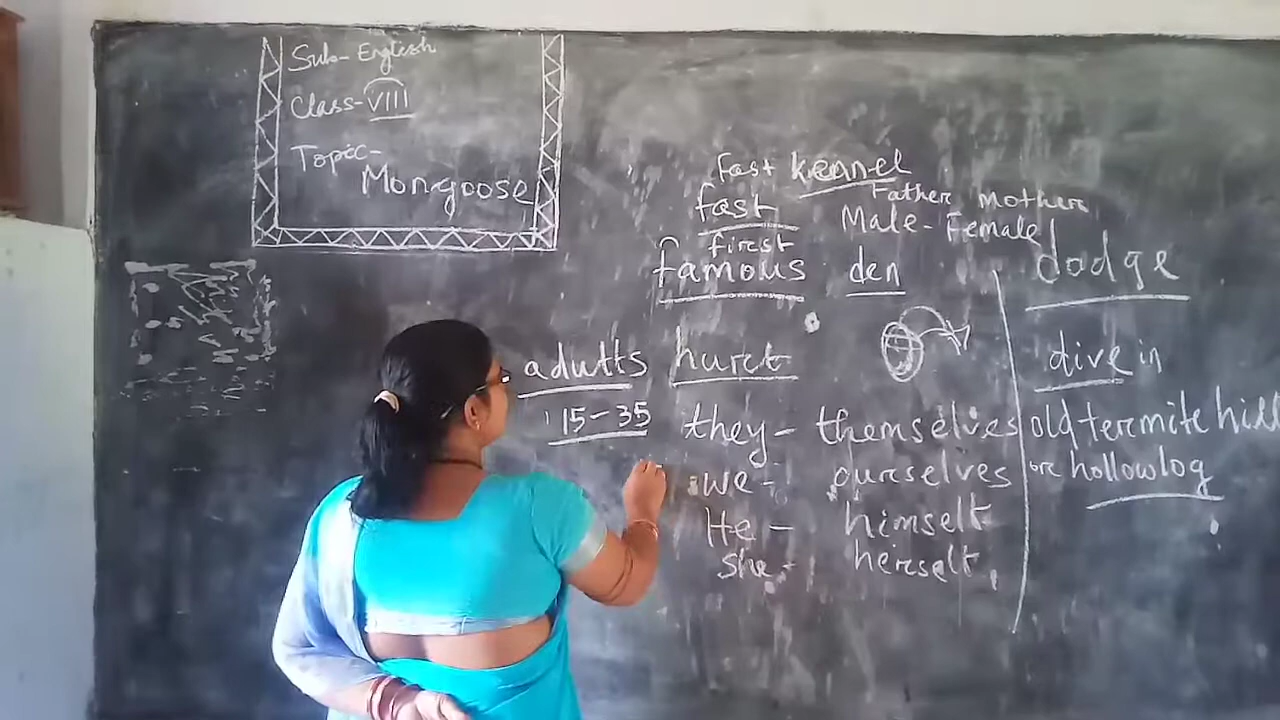 Sub- English
Class-VIII
Topic-
Mongoose
Fast kennel
fast
Father mother
Male- Female
first
famous
den
dodge
adults
hurt
dive in
15-35
they- themselves
old termite hill
we- ourselves
or hollow log
He - himself
She - herself